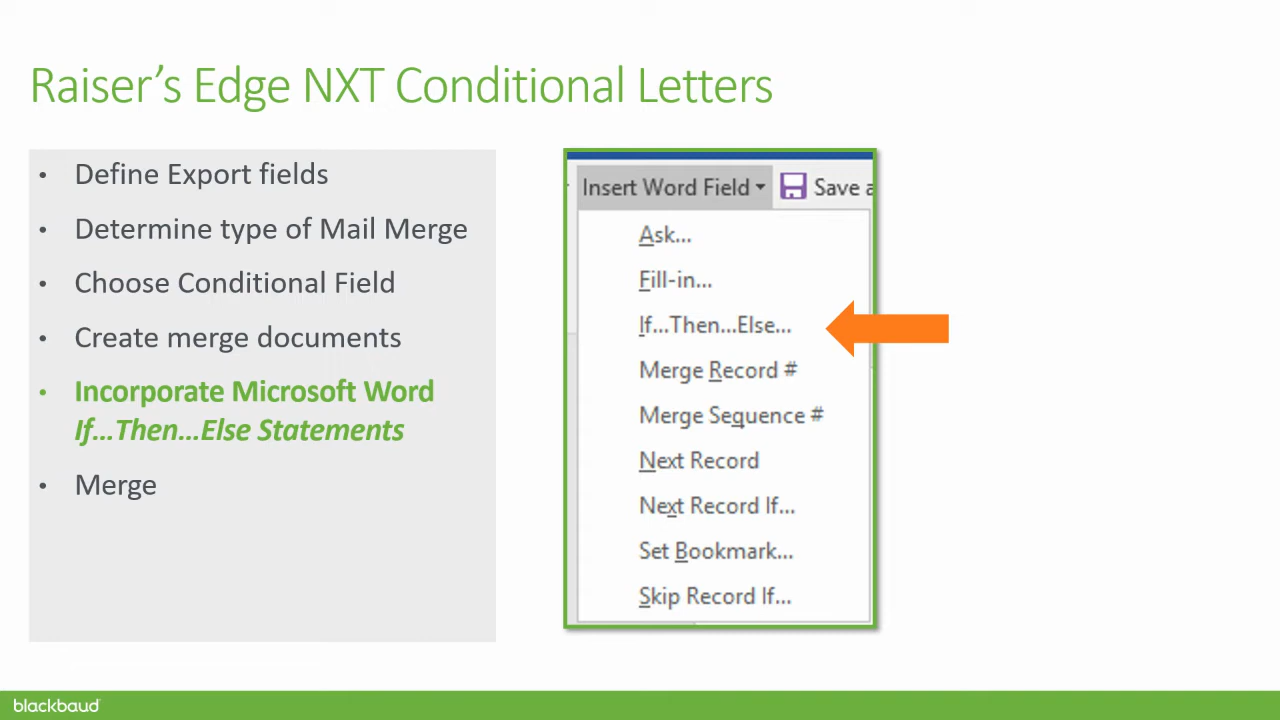 Raiser’s Edge NXT Conditional Letters
• Define Export fields
• Determine type of Mail Merge
• Choose Conditional Field
• Create merge documents
• Incorporate Microsoft Word
If…Then…Else Statements
• Merge
Insert Word Field Save a
Ask...
Fill-in...
If...Then...Else...
Merge Record #
Merge Sequence #
Next Record
Next Record If...
Set Bookmark...
Skip Record If...
blackbaud